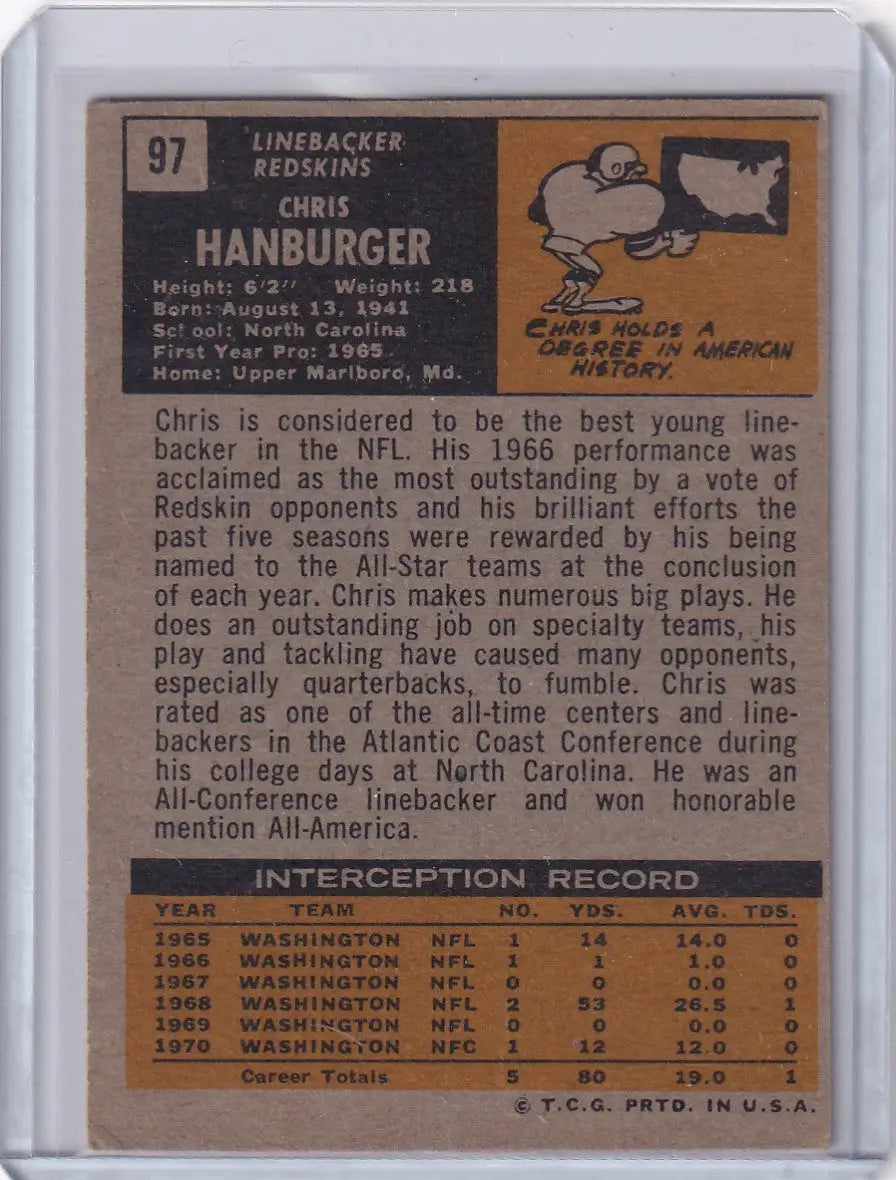 97
LINEBACKER
REDSKINS
CHRIS
HANBURGER
Height: 6'2" Weight: 218
Born: August 13, 1941
School: North Carolina
First Year Pro: 1965
Home: Upper Marlboro, Md.
CHRIS HOLDS A
DEGREE IN AMERICAN
HISTORY.
Chris is considered to be the best young line-
backer in the NFL. His 1966 performance was
acclaimed as the most outstanding by a vote of
Redskin opponents and his brilliant efforts the
past five seasons were rewarded by his being
named to the All-Star teams at the conclusion
of each year. Chris makes numerous big plays. He
does an outstanding job on specialty teams, his
play and tackling have caused many opponents,
especially quarterbacks, to fumble. Chris was
rated as one of the all-time centers and line-
backers in the Atlantic Coast Conference during
his college days at North Carolina. He was an
All-Conference linebacker and won honorable
mention All-America.
INTERCEPTION RECORD
YEAR TEAM NO. YDS. AVG. TDS.
1965 WASHINGTON NFL 1 14 14.0 0
1966 WASHINGTON NFL 1 1 1.0 0
1967 WASHINGTON NFL 0 0 0.0 0
1968 WASHINGTON NFL 2 53 26.5 1
1969 WASHINGTON NFL 0 0 0.0 0
1970 WASHINGTON NFC 1 12 12.0 0
Career Totals 5 80 19.0 1
© T.C.G. PRTD. IN U.S.A.